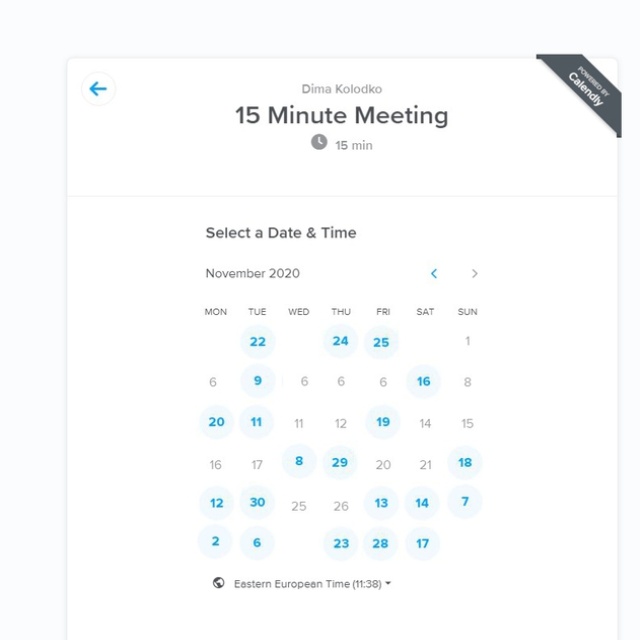 POWERED BY
Calendly
Dima Kolodko
15 Minute Meeting
15 min
Select a Date & Time
November 2020
MON TUE WED THU FRI SAT SUN
22 24 25 1
6 9 6 6 6 16 8
20 11 11 12 19 14 15
16 17 8 29 20 21 18
12 30 25 26 13 14 7
2 6 23 28 17
Eastern European Time (11:38)